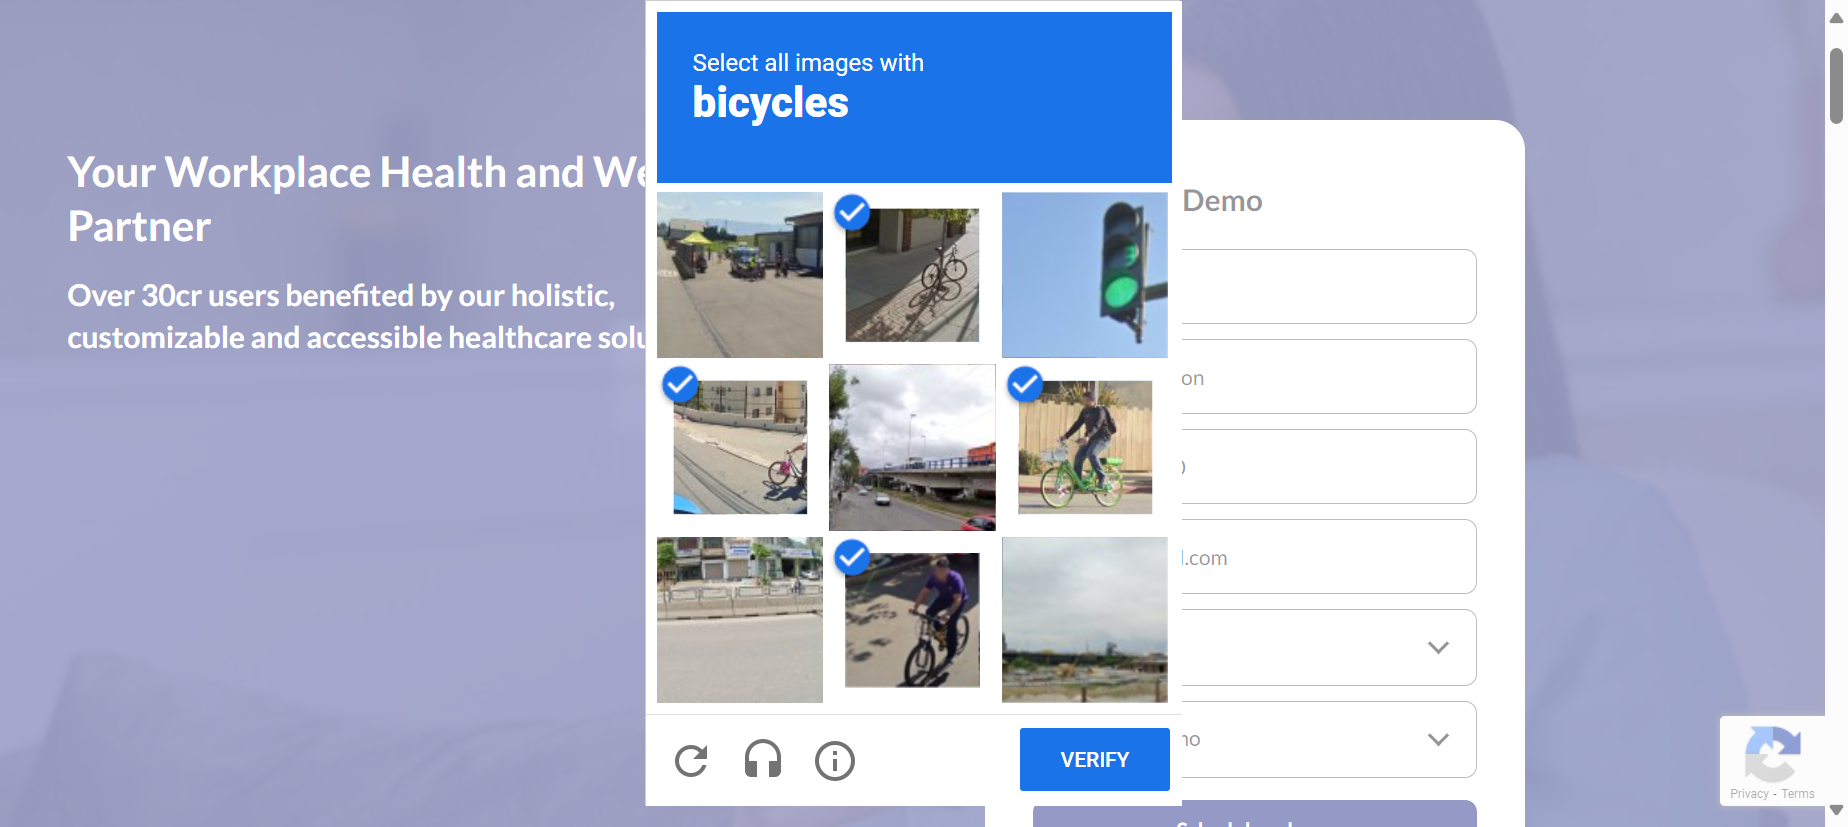 Your Workplace Health and We
Partner
Over 30cr users benefited by our holistic,
customizable and accessible healthcare solu
Select all images with
bicycles
VERIFY
Demo
on
l.com
no
Privacy - Terms